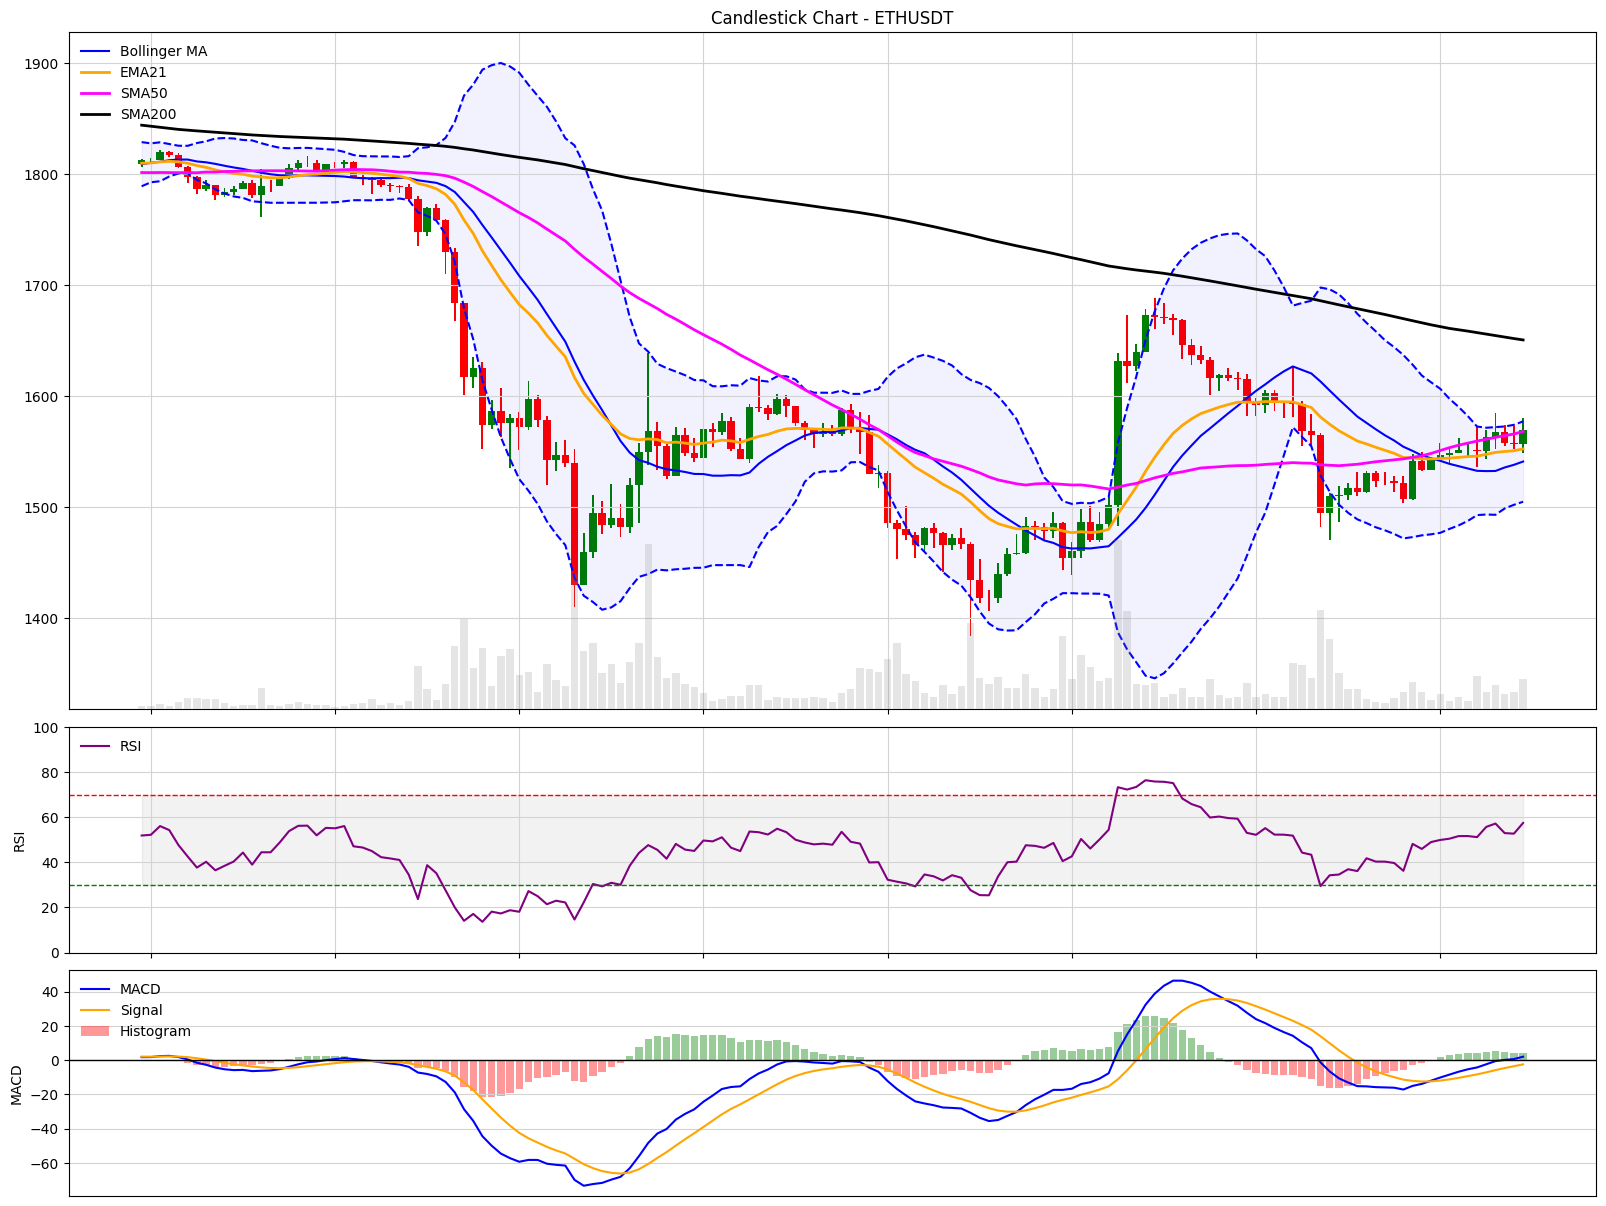 Candlestick Chart - ETHUSDT
Bollinger MA
EMA21
SMA50
SMA200
1900
1800
1700
1600
1500
1400
RSI
100
80
60
40
20
0
RSI
MACD
Signal
Histogram
40
20
0
−20
−40
−60
MACD